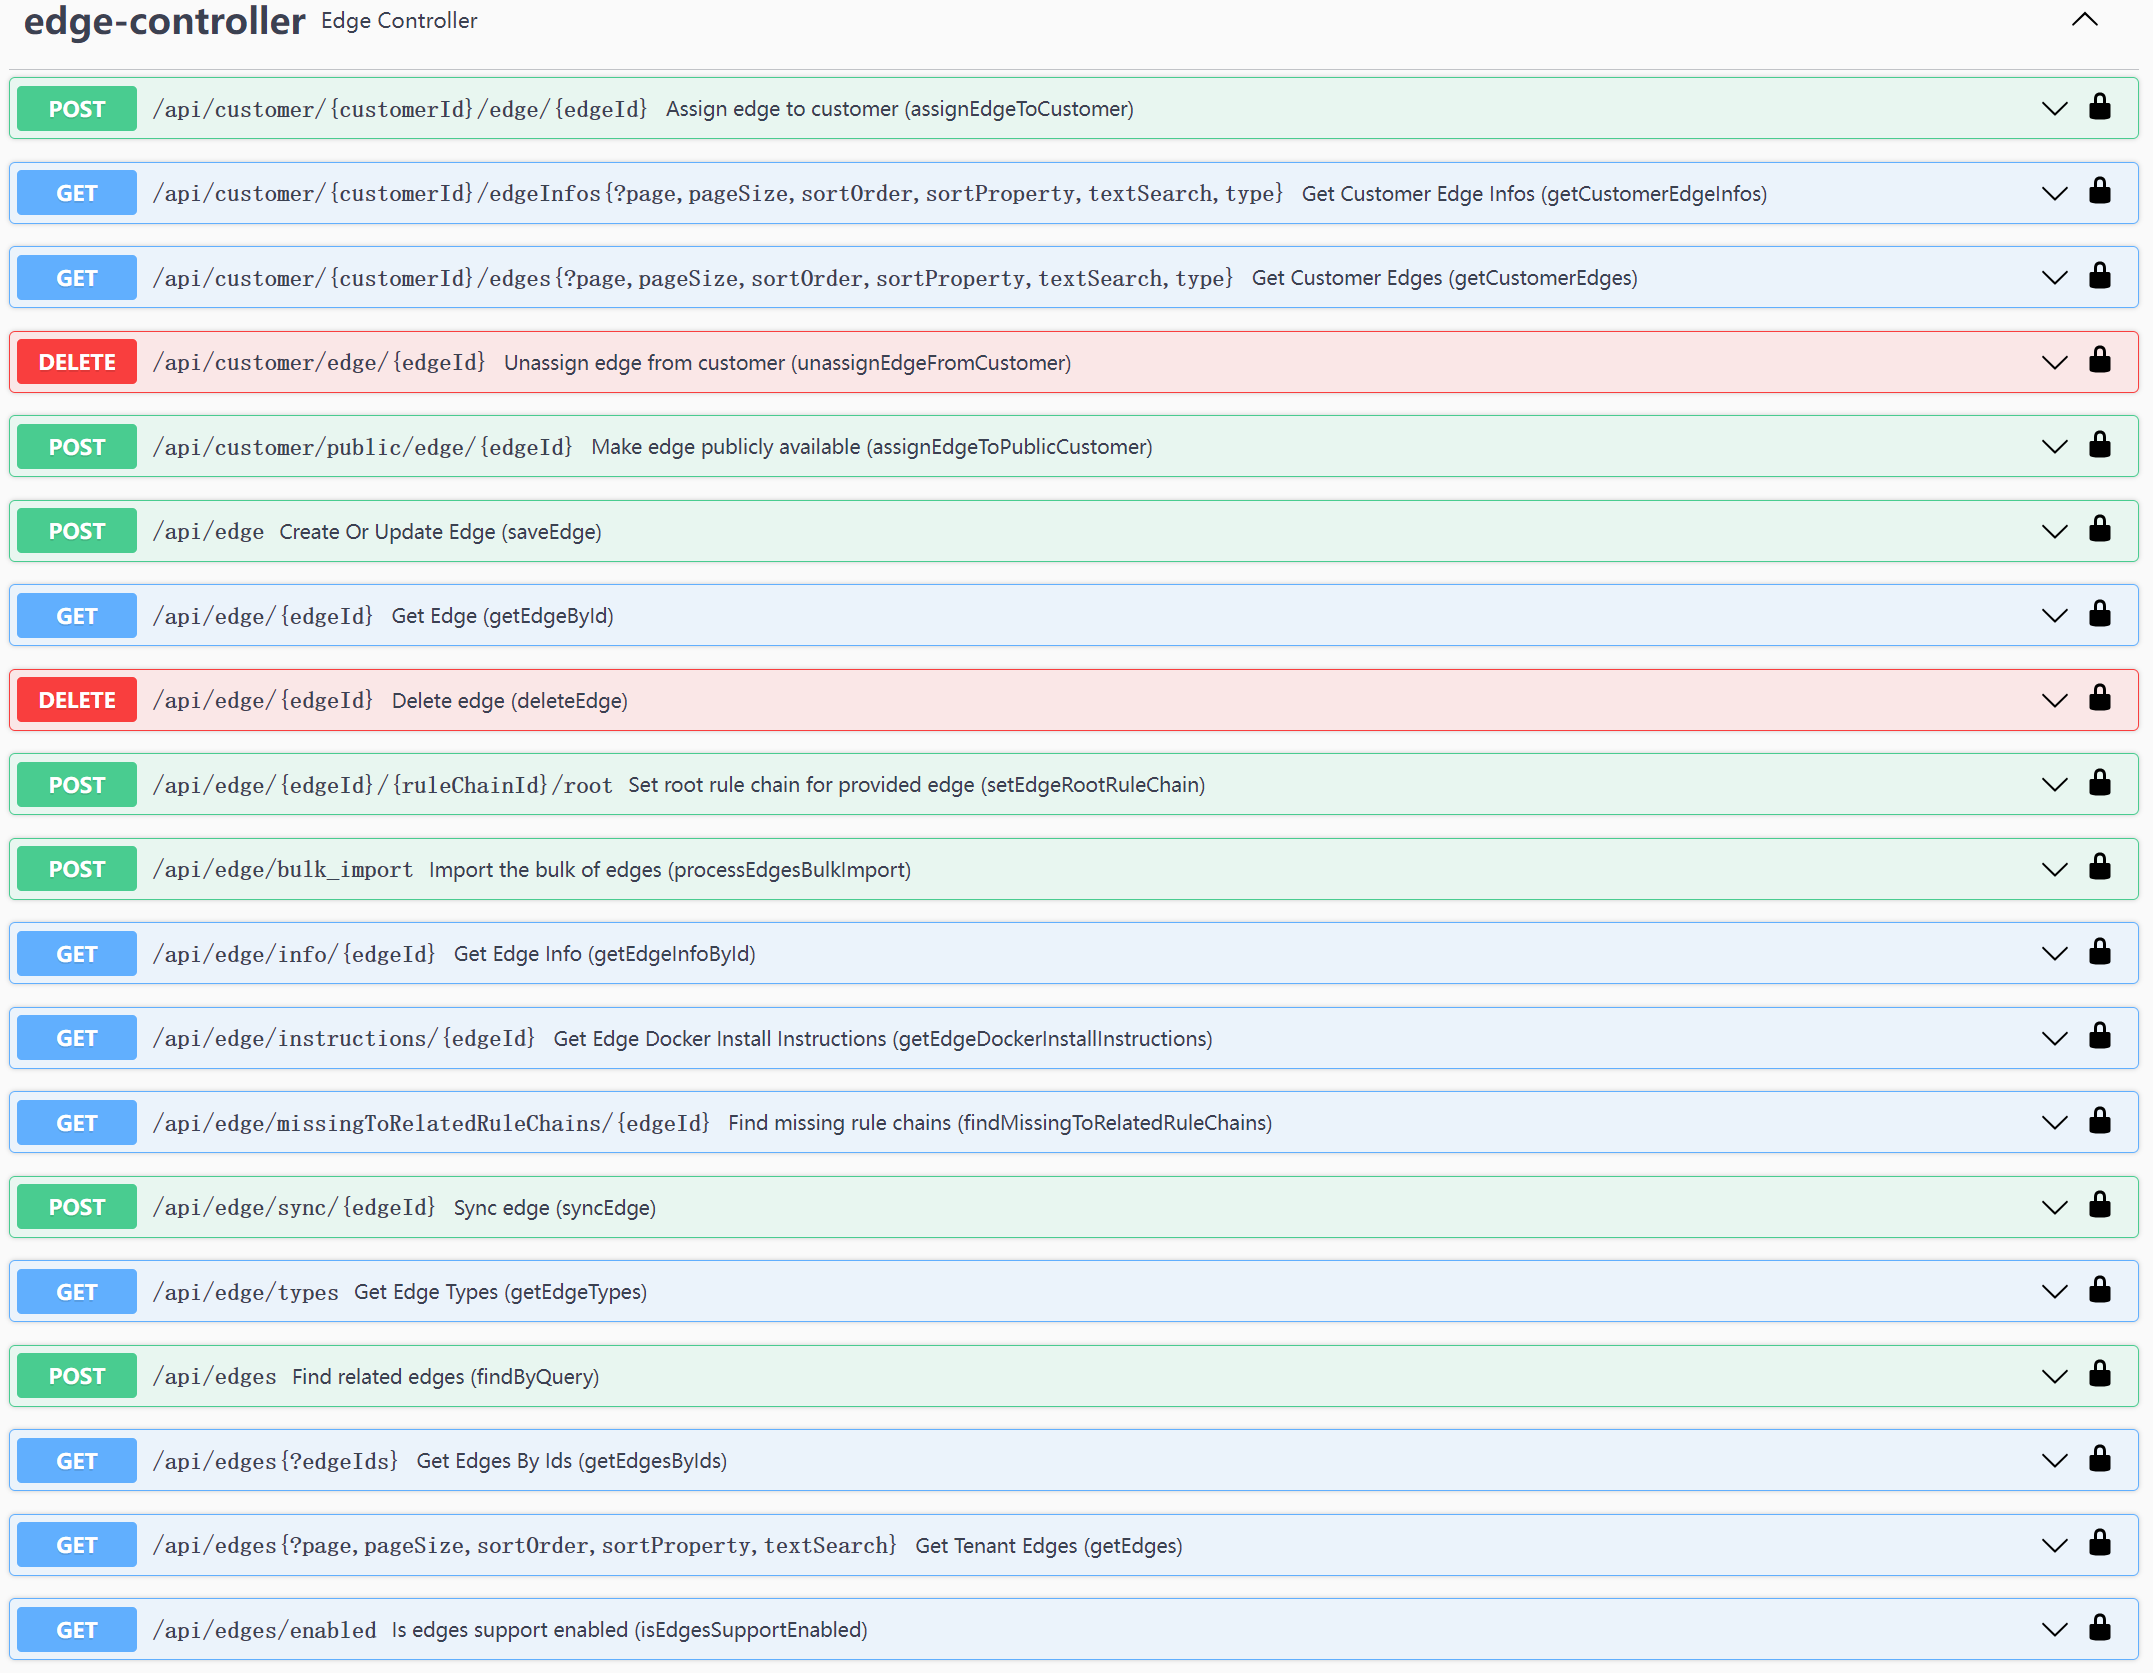 edge-controller Edge Controller
POST /api/customer/{customerId}/edge/{edgeId} Assign edge to customer (assignEdgeToCustomer)
GET /api/customer/{customerId}/edgeInfos{?page,pageSize,sortOrder,sortProperty,textSearch,type} Get Customer Edge Infos (getCustomerEdgeInfos)
GET /api/customer/{customerId}/edges{?page,pageSize,sortOrder,sortProperty,textSearch,type} Get Customer Edges (getCustomerEdges)
DELETE /api/customer/edge/{edgeId} Unassign edge from customer (unassignEdgeFromCustomer)
POST /api/customer/public/edge/{edgeId} Make edge publicly available (assignEdgeToPublicCustomer)
POST /api/edge Create Or Update Edge (saveEdge)
GET /api/edge/{edgeId} Get Edge (getEdgeById)
DELETE /api/edge/{edgeId} Delete edge (deleteEdge)
POST /api/edge/{edgeId}/{ruleChainId}/root Set root rule chain for provided edge (setEdgeRootRuleChain)
POST /api/edge/bulk_import Import the bulk of edges (processEdgesBulkImport)
GET /api/edge/info/{edgeId} Get Edge Info (getEdgeInfoById)
GET /api/edge/instructions/{edgeId} Get Edge Docker Install Instructions (getEdgeDockerInstallInstructions)
GET /api/edge/missingToRelatedRuleChains/{edgeId} Find missing rule chains (findMissingToRelatedRuleChains)
POST /api/edge/sync/{edgeId} Sync edge (syncEdge)
GET /api/edge/types Get Edge Types (getEdgeTypes)
POST /api/edges Find related edges (findByQuery)
GET /api/edges{?edgeIds} Get Edges By Ids (getEdgesByIds)
GET /api/edges{?page,pageSize,sortOrder,sortProperty,textSearch} Get Tenant Edges (getEdges)
GET /api/edges/enabled Is edges support enabled (isEdgesSupportEnabled)